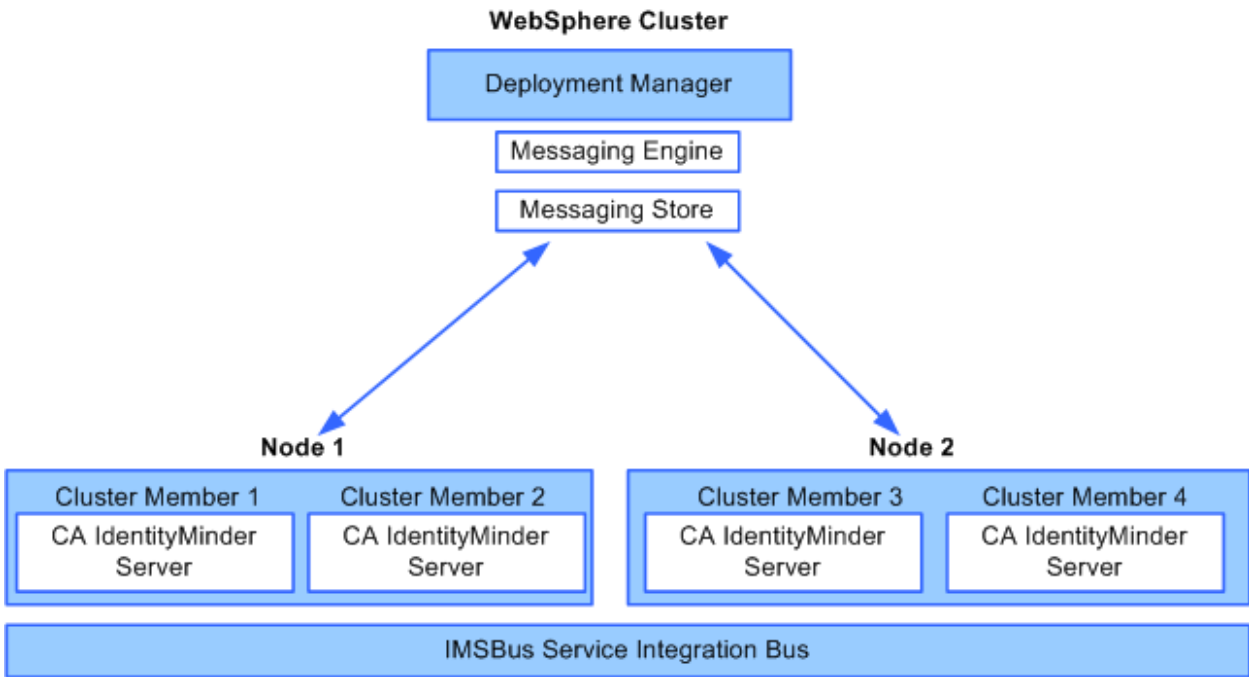 WebSphere Cluster
Deployment Manager
Messaging Engine
Messaging Store
Node 1
Node 2
Cluster Member 1
Cluster Member 2
Cluster Member 3
Cluster Member 4
CA IdentityMinder
Server
CA IdentityMinder
Server
CA IdentityMinder
Server
CA IdentityMinder
Server
IMSBus Service Integration Bus